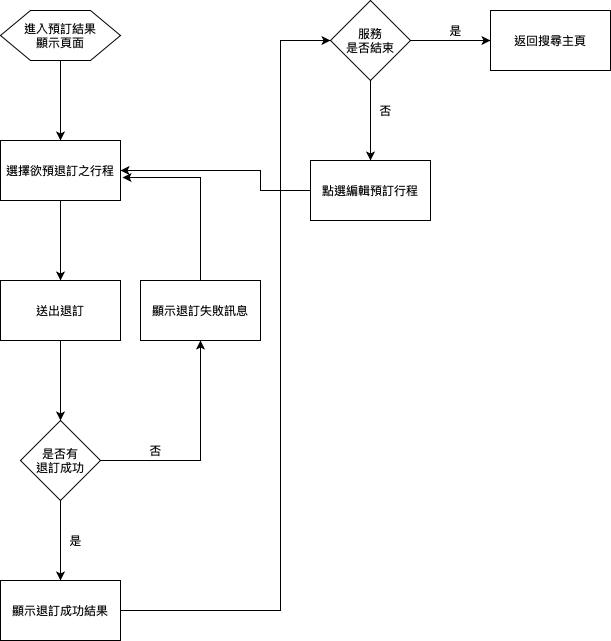 進入預訂結果
顯示頁面
選擇欲預退訂之行程
送出退訂
顯示退訂失敗訊息
是否有
退訂成功
否
是
顯示退訂成功結果
服務
是否結束
是
返回搜尋主頁
否
點選編輯預訂行程